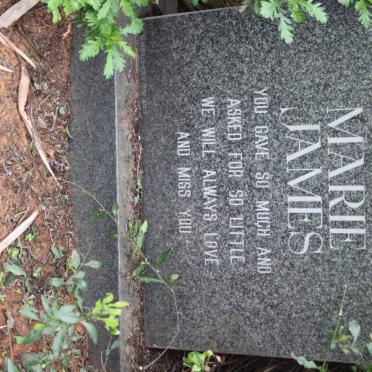 MARIE
JAMES
YOU GAVE SO MUCH AND
ASKED FOR SO LITTLE
WE WILL ALWAYS LOVE
AND MISS YOU